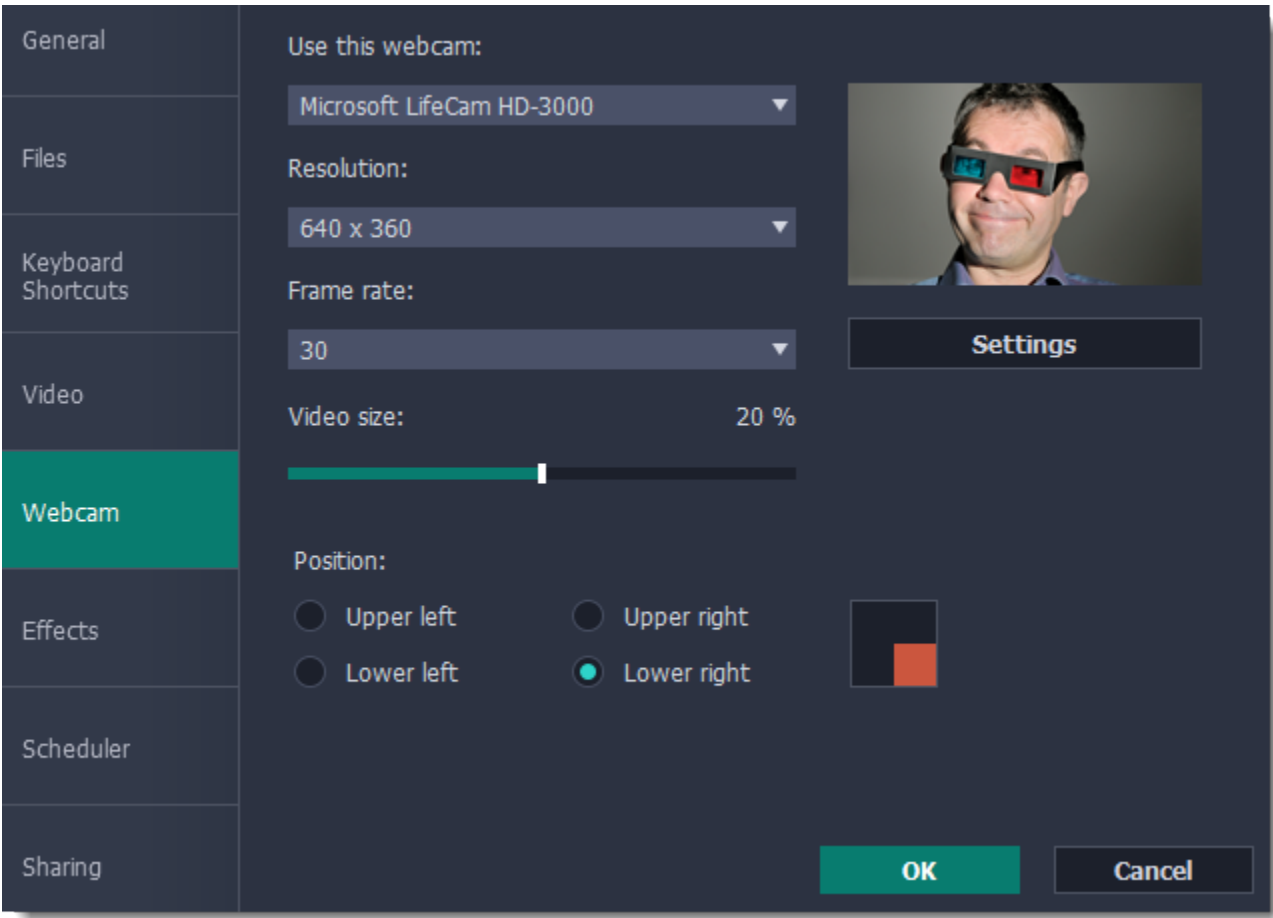 General
Files
Keyboard
Shortcuts
Video
Webcam
Effects
Scheduler
Sharing
Use this webcam:
Microsoft LifeCam HD-3000
Resolution:
640 x 360
Frame rate:
30
Video size: 20 %
Position:
Upper left Upper right
Lower left Lower right
Settings
OK Cancel